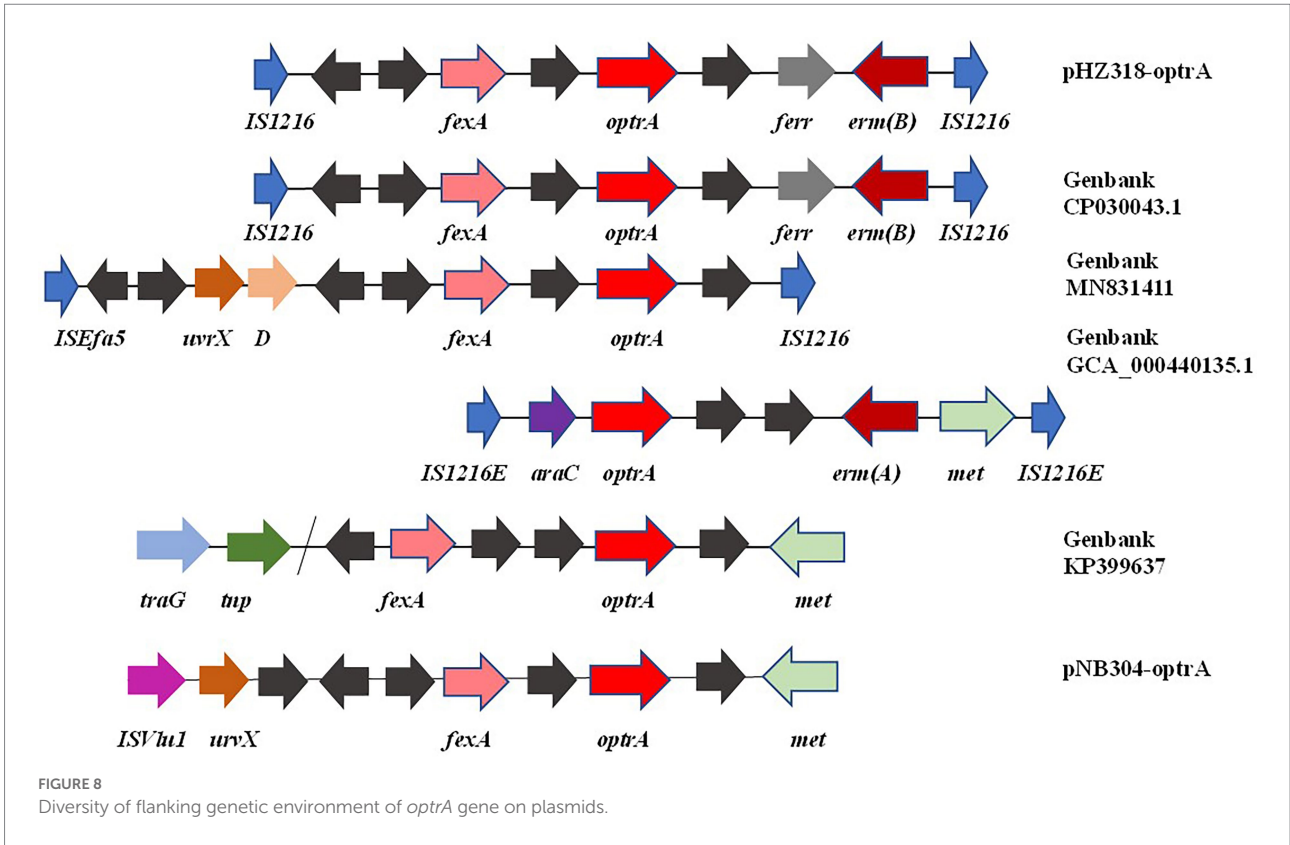 pHZ318-optrA
IS1216 fexA optrA ferr erm(B) IS1216
Genbank
CP030043.1
IS1216 fexA optrA ferr erm(B) IS1216
Genbank
MN831411
ISEfa5 uvrX D fexA optrA IS1216
Genbank
GCA_000440135.1
IS1216E araC optrA erm(A) met IS1216E
Genbank
KP399637
traG tnp fexA optrA met
pNB304-optrA
ISVlu1 urvX fexA optrA met
FIGURE 8
Diversity of flanking genetic environment of optrA gene on plasmids.